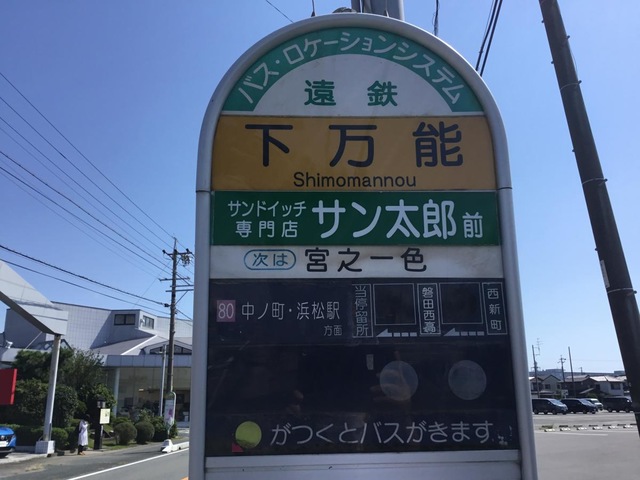 バス・ロケーションシステム
遠鉄
下万能
Shimomannou
サンドイッチ
専門店
サン太郎前
次は 宮之一色
80 中ノ町・浜松駅
方面
当停留所
磐田西高
西新町
がつくとバスがきます。